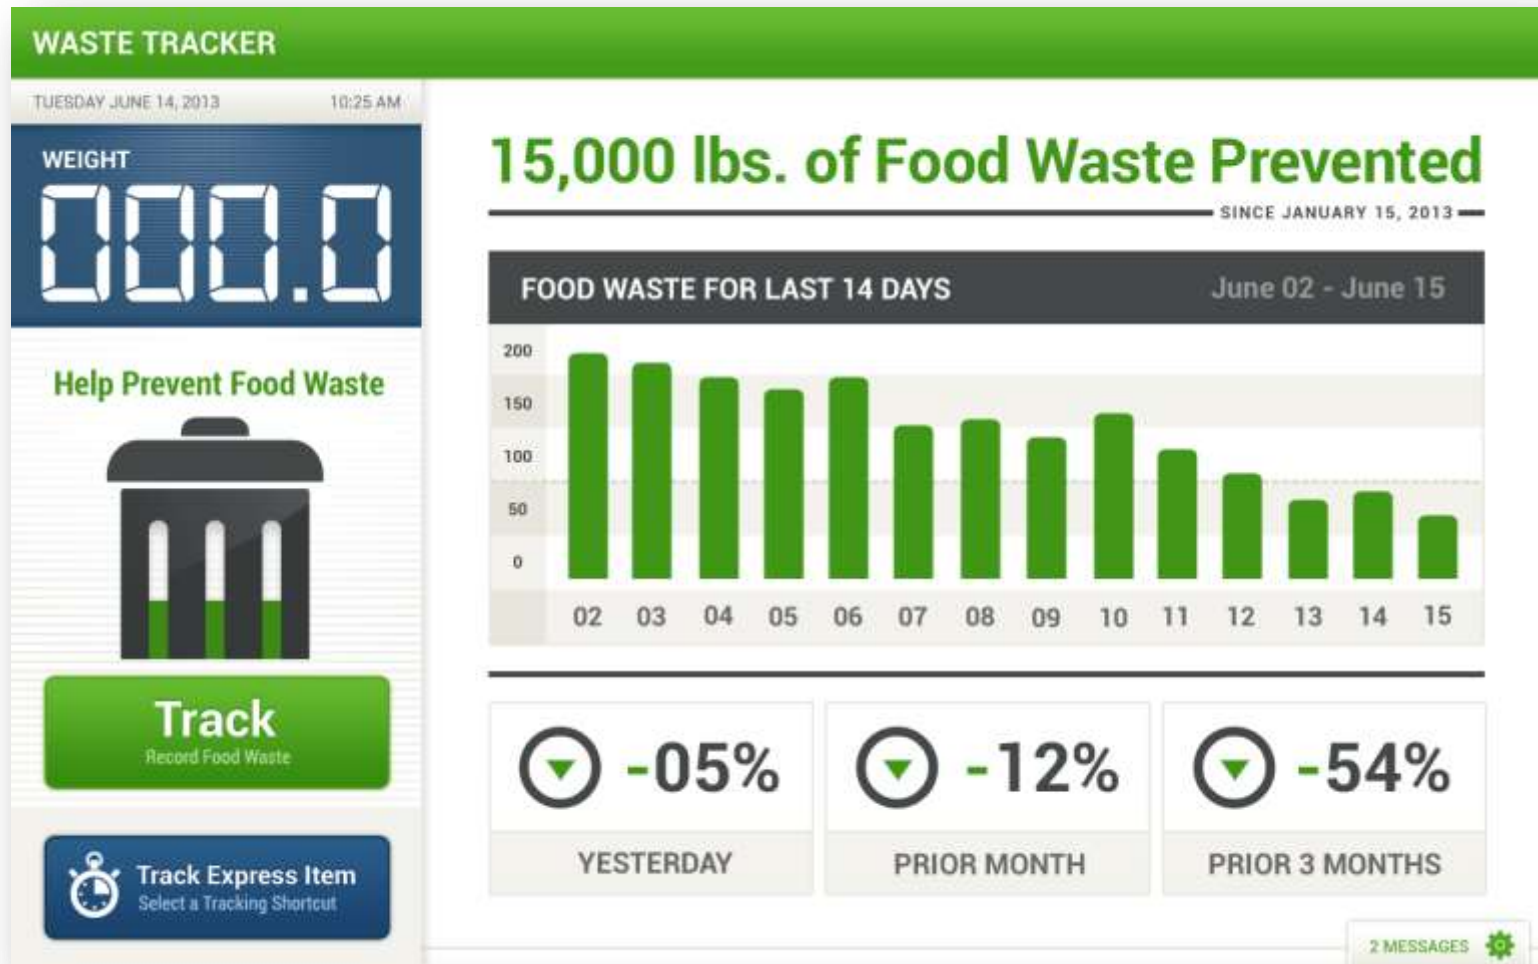 WASTE TRACKER
TUESDAY JUNE 14, 2013 10:25 AM
WEIGHT
000.0
Help Prevent Food Waste
Track
Record Food Waste
Track Express Item
Select a Tracking Shortcut
15,000 lbs. of Food Waste Prevented
SINCE JANUARY 15, 2013
FOOD WASTE FOR LAST 14 DAYS June 02 - June 15
200
150
100
50
0
02 03 04 05 06 07 08 09 10 11 12 13 14 15
-05% -12% -54%
YESTERDAY PRIOR MONTH PRIOR 3 MONTHS
2 MESSAGES